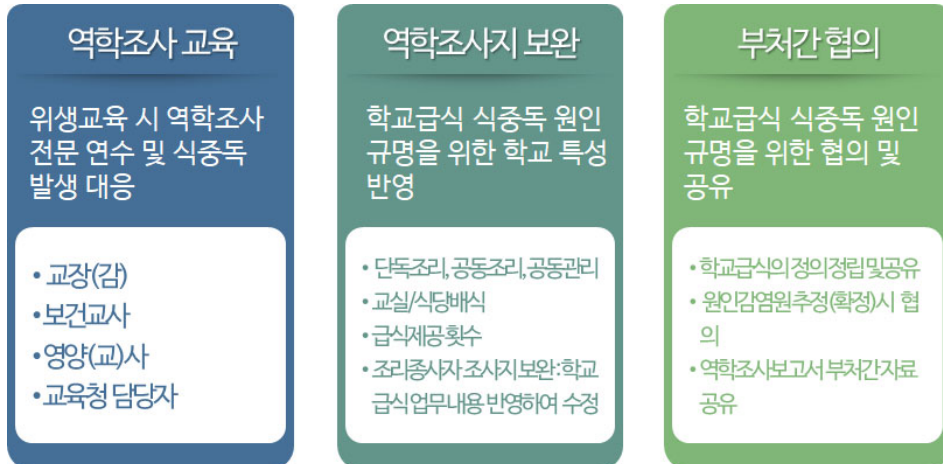 역학조사 교육
위생교육 시 역학조사
전문 연수 및 식중독
발생 대응
• 교장(감)
• 보건교사
• 영양(교)사
• 교육청 담당자
역학조사지 보완
학교급식 식중독 원인
규명을 위한 학교 특성
반영
• 단독조리, 공동조리, 공동관리
• 교실/식당배식
• 급식제공 횟수
• 조리종사자 조사지 보완:학교
급식 업무내용 반영하여 수정
부처간 협의
학교급식 식중독 원인
규명을 위한 협의 및
공유
• 학교급식의 정의 정립 및 공유
• 원인감염원 추정(확정)시 협
의
• 역학조사보고서 부처간 자료
공유